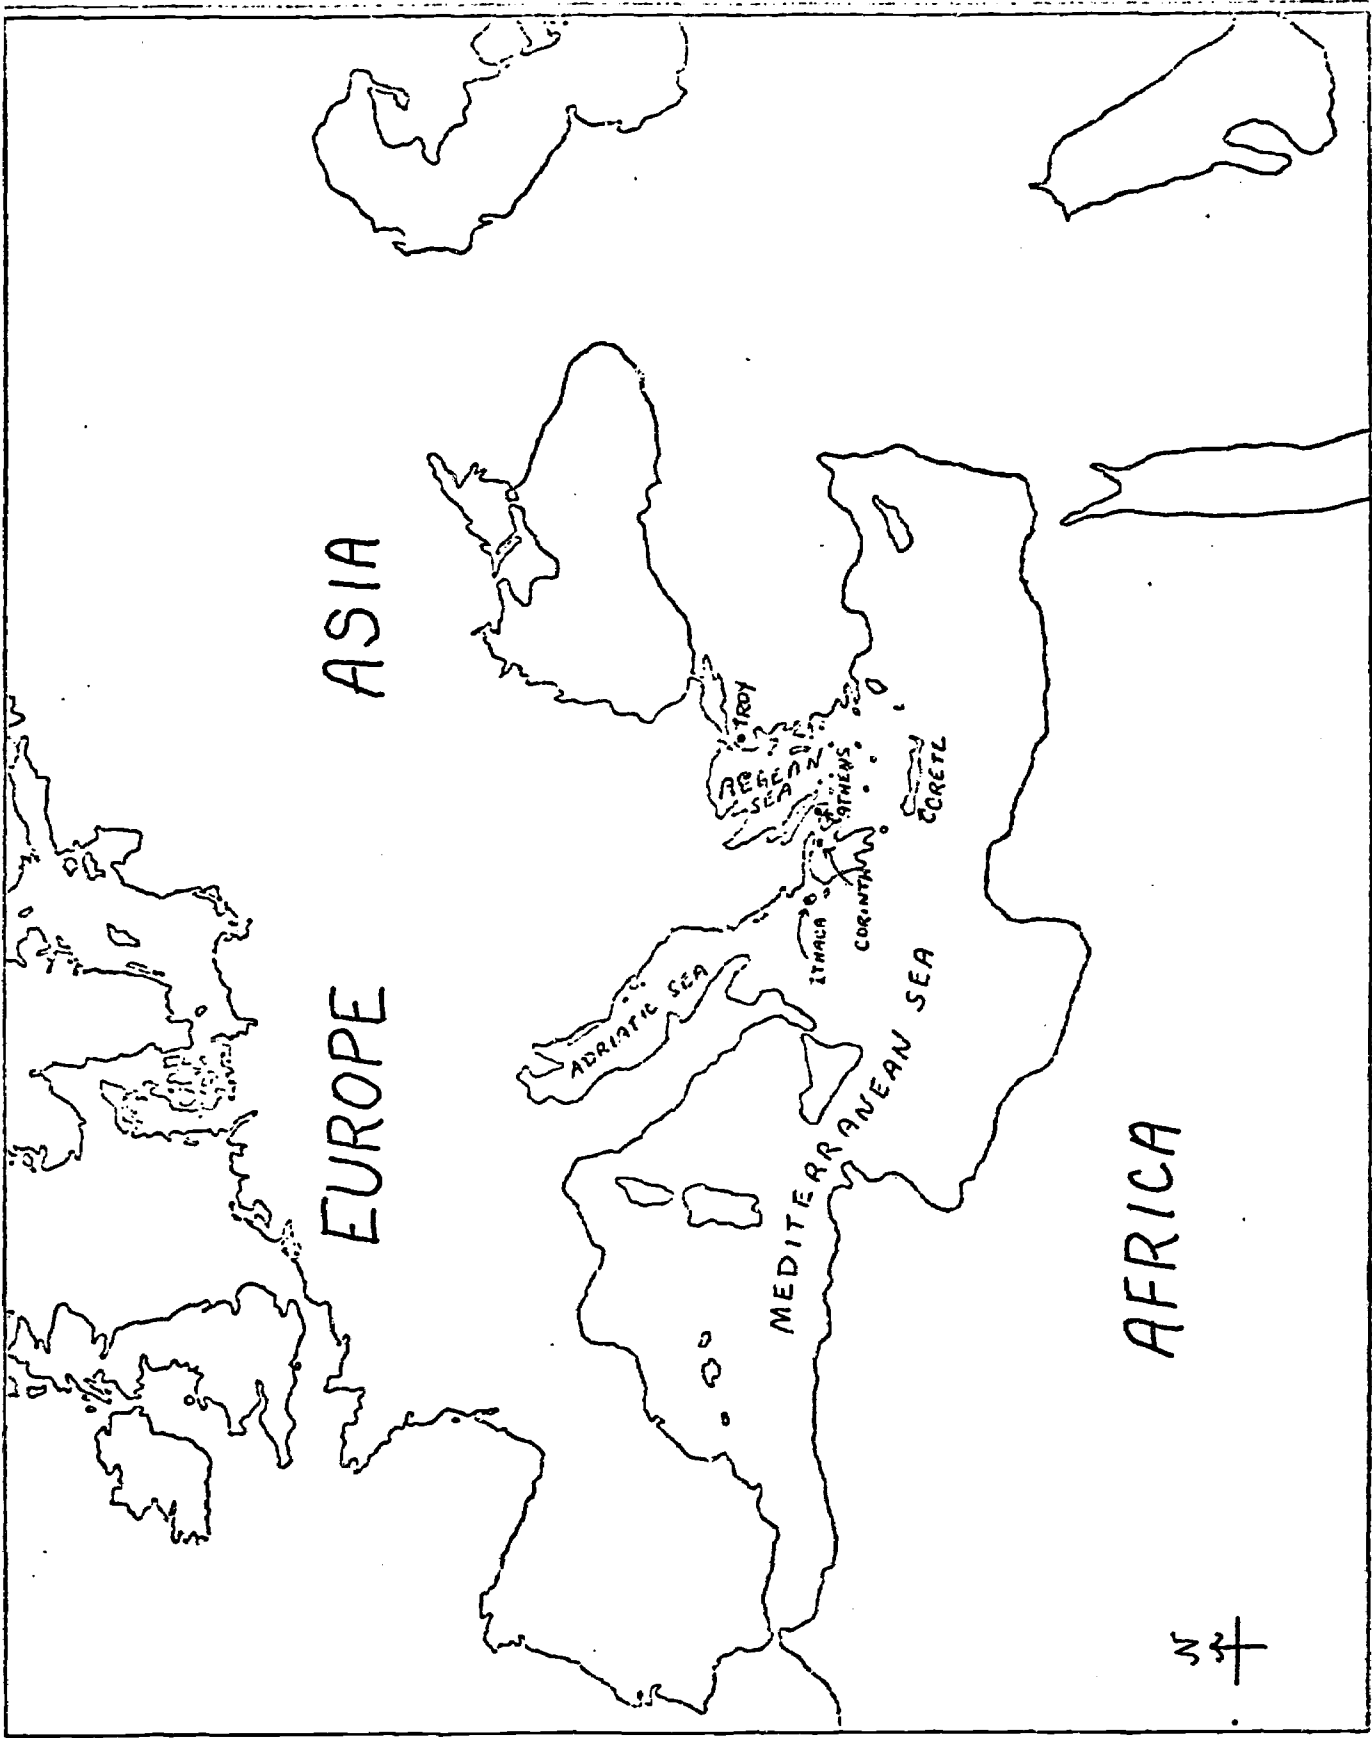 ASIA
EUROPE
AFRICA
TROY
AEGEAN
SEA
ATHENS
CRETE
CORINTH
ITHACA
ADRIATIC SEA
MEDITERRANEAN SEA
N